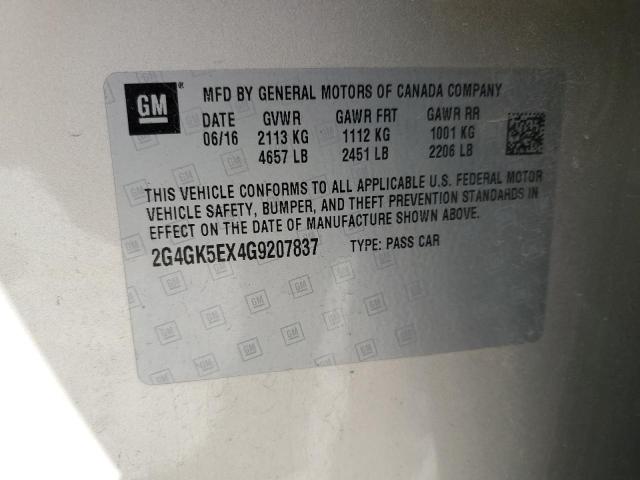 GM
MFD BY GENERAL MOTORS OF CANADA COMPANY
DATE GVWR GAWR FRT GAWR RR
06/16 2113 KG 1112 KG 1001 KG
4657 LB 2451 LB 2206 LB
THIS VEHICLE CONFORMS TO ALL APPLICABLE U.S. FEDERAL MOTOR
VEHICLE SAFETY, BUMPER, AND THEFT PREVENTION STANDARDS IN
EFFECT ON THE DATE OF MANUFACTURE SHOWN ABOVE.
2G4GK5EX4G9207837 TYPE: PASS CAR